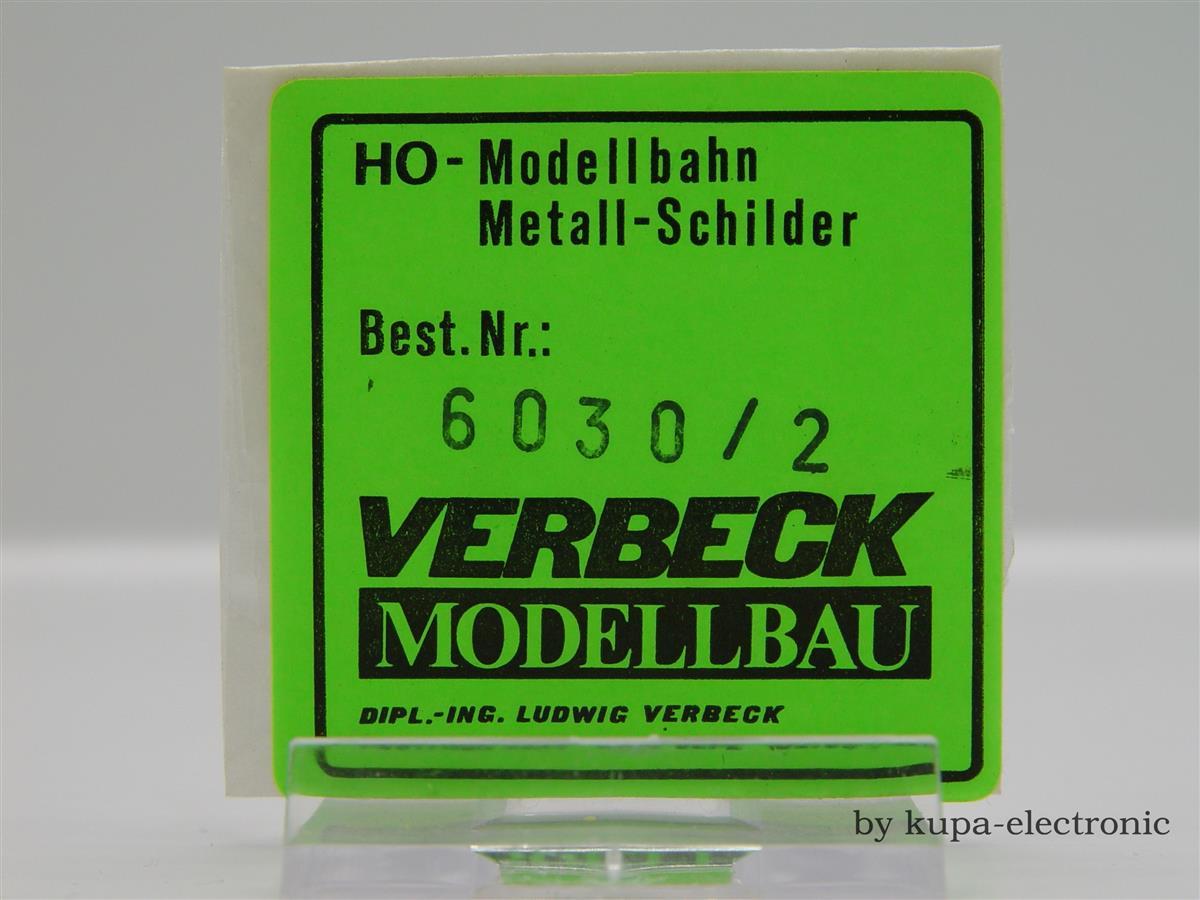 HO- Modellbahn
Metall-Schilder
Best.Nr.:
6030/2
VERBECK
MODELLBAU
DIPL.-ING. LUDWIG VERBECK
by kupa-electronic